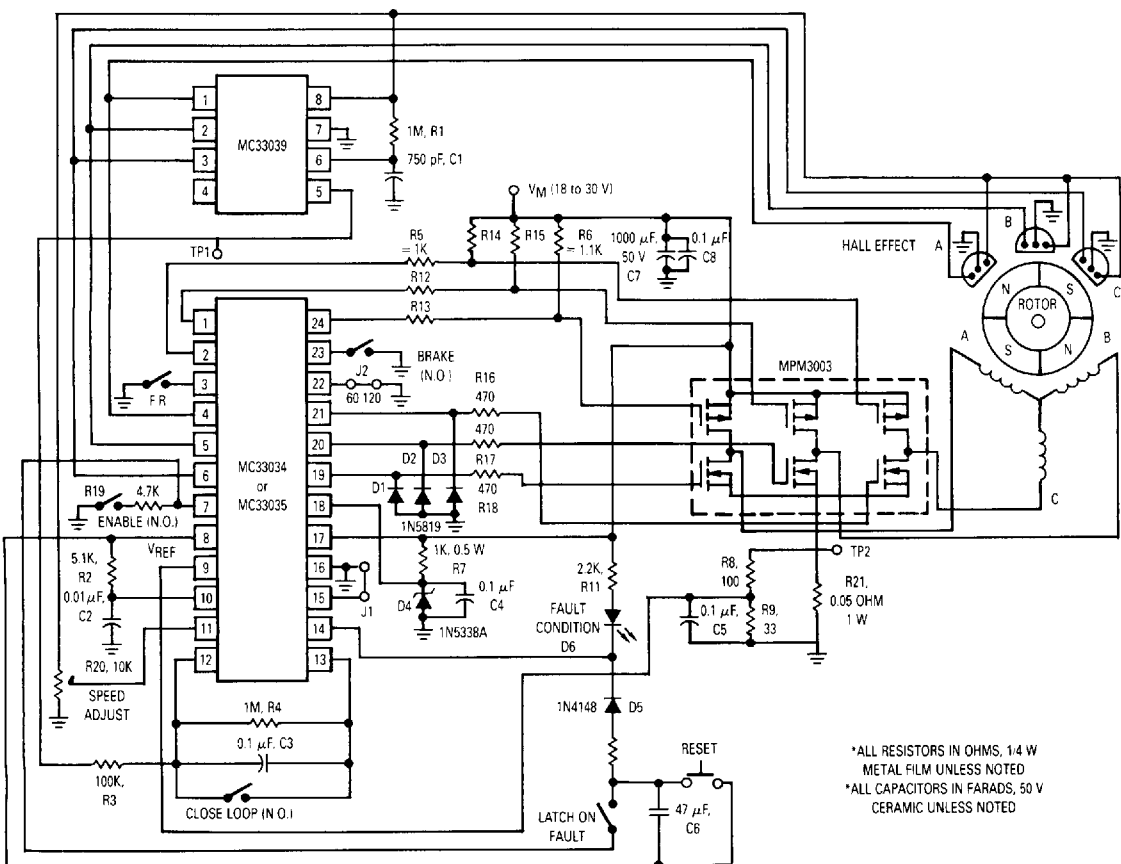 1
2
3
4
MC33039
8
7
6
5
1M, R1
750 pF, C1
TP1
VM (18 to 30 V)
R5
= 1K
R12
R13
R14
R15
R6
= 1.1K
1000 µF,
50 V
C7
0.1 µF
C8
HALL EFFECT
A
B
C
N
S
ROTOR
S
N
A
B
C
MPM3003
1
2
3
4
5
6
7
8
9
10
11
12
MC33034
or
MC33035
24
23
22
21
20
19
18
17
16
15
14
13
F.R
BRAKE
(N.O.)
J2
60 120
R16
470
470
R17
470
R18
D1
D2
D3
1N5819
R19
4.7K
ENABLE (N.O.)
VREF
5.1K,
R2
0.01 µF,
C2
R20, 10K
SPEED
ADJUST
1K, 0.5 W
R7
D4
0.1 µF
C4
1N5338A
J1
2.2K,
R11
FAULT
CONDITION
D6
R8,
100
TP2
0.1 µF,
C5
R9,
33
R21,
0.05 OHM
1 W
1N4148
D5
1M, R4
0.1 µF, C3
100K,
R3
CLOSE LOOP (N.O.)
RESET
LATCH ON
FAULT
47 µF,
C6
*ALL RESISTORS IN OHMS, 1/4 W
METAL FILM UNLESS NOTED
*ALL CAPACITORS IN FARADS, 50 V
CERAMIC UNLESS NOTED